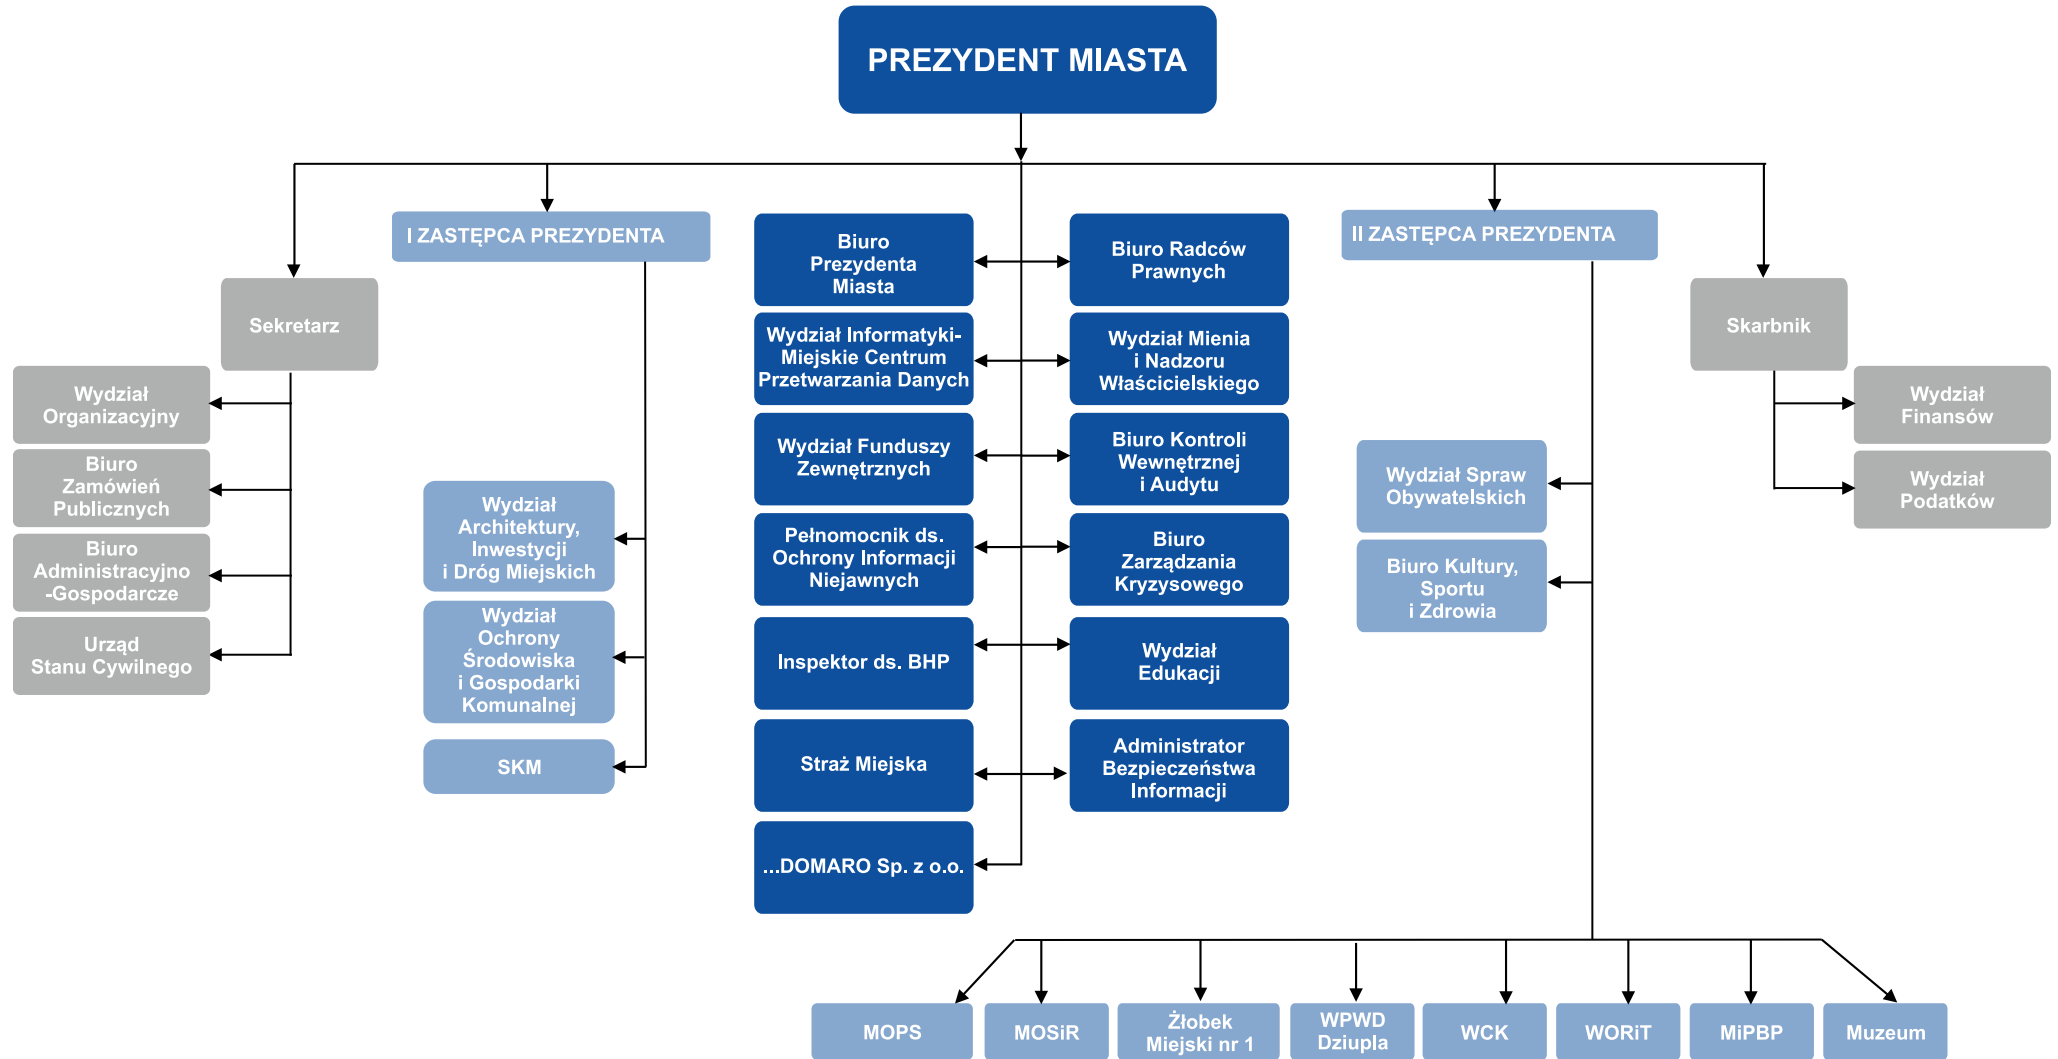 PREZYDENT MIASTA
I ZASTĘPCA PREZYDENTA
II ZASTĘPCA PREZYDENTA
Sekretarz
Wydział
Organizacyjny
Biuro
Zamówień
Publicznych
Biuro
Administracyjno
-Gospodarcze
Urząd
Stanu Cywilnego
Wydział
Architektury,
Inwestycji
i Dróg Miejskich
Wydział
Ochrony
Środowiska
i Gospodarki
Komunalnej
SKM
Biuro
Prezydenta
Miasta
Biuro Radców
Prawnych
Wydział Informatyki-
Miejskie Centrum
Przetwarzania Danych
Wydział Mienia
i Nadzoru
Właścicielskiego
Wydział Funduszy
Zewnętrznych
Biuro Kontroli
Wewnętrznej
i Audytu
Pełnomocnik ds.
Ochrony Informacji
Niejawnych
Biuro
Zarządzania
Kryzysowego
Inspektor ds. BHP
Wydział
Edukacji
Straż Miejska
Administrator
Bezpieczeństwa
Informacji
...DOMARO Sp. z o.o.
Wydział Spraw
Obywatelskich
Biuro Kultury,
Sportu
i Zdrowia
Skarbnik
Wydział
Finansów
Wydział
Podatków
MOPS
MOSiR
Żłobek
Miejski nr 1
WPWD
Dziupla
WCK
WORiT
MiPBP
Muzeum